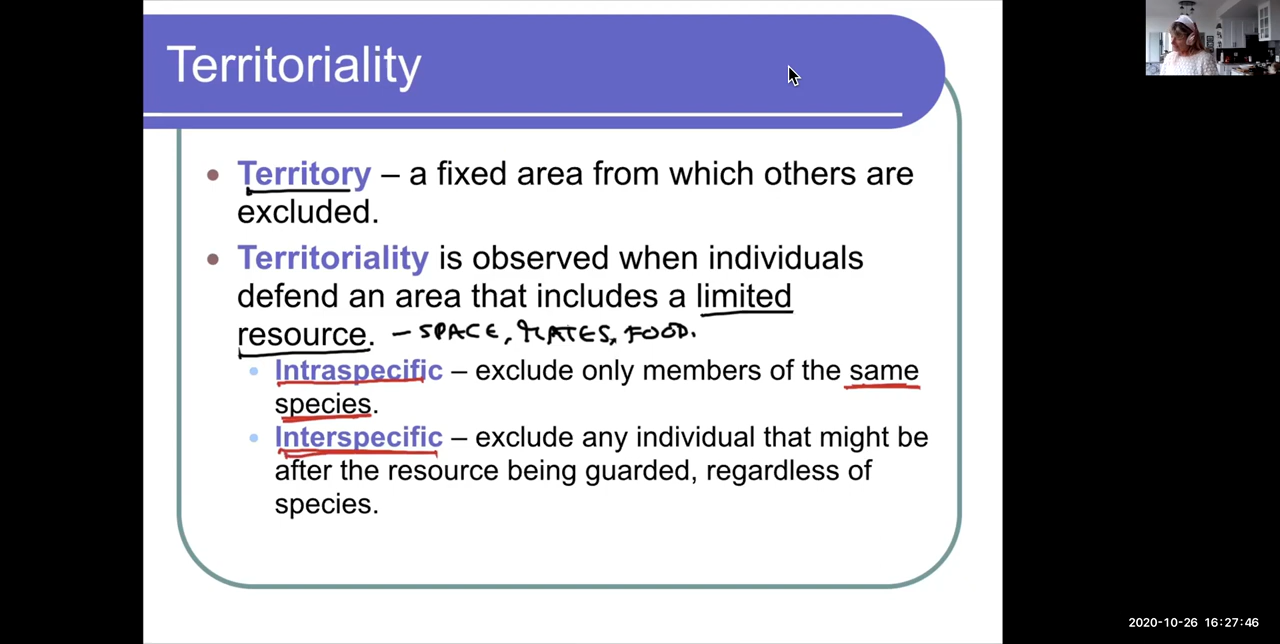 Territoriality
Territory – a fixed area from which others are
excluded.
Territoriality is observed when individuals
defend an area that includes a limited
resource. – SPACE, MATES, FOOD.
Intraspecific – exclude only members of the same
species.
Interspecific – exclude any individual that might be
after the resource being guarded, regardless of
species.
2020-10-26 16:27:46